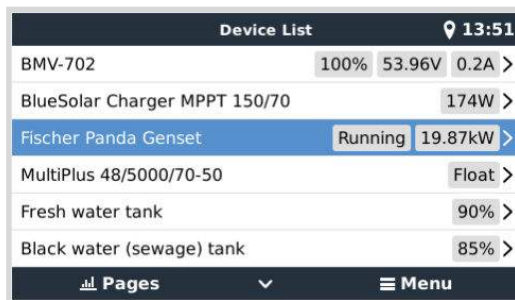 Device List 13:51
BMV-702 100% 53.96V 0.2A
BlueSolar Charger MPPT 150/70 174W
Fischer Panda Genset Running 19.87kW
MultiPlus 48/5000/70-50 Float
Fresh water tank 90%
Black water (sewage) tank 85%
Pages Menu